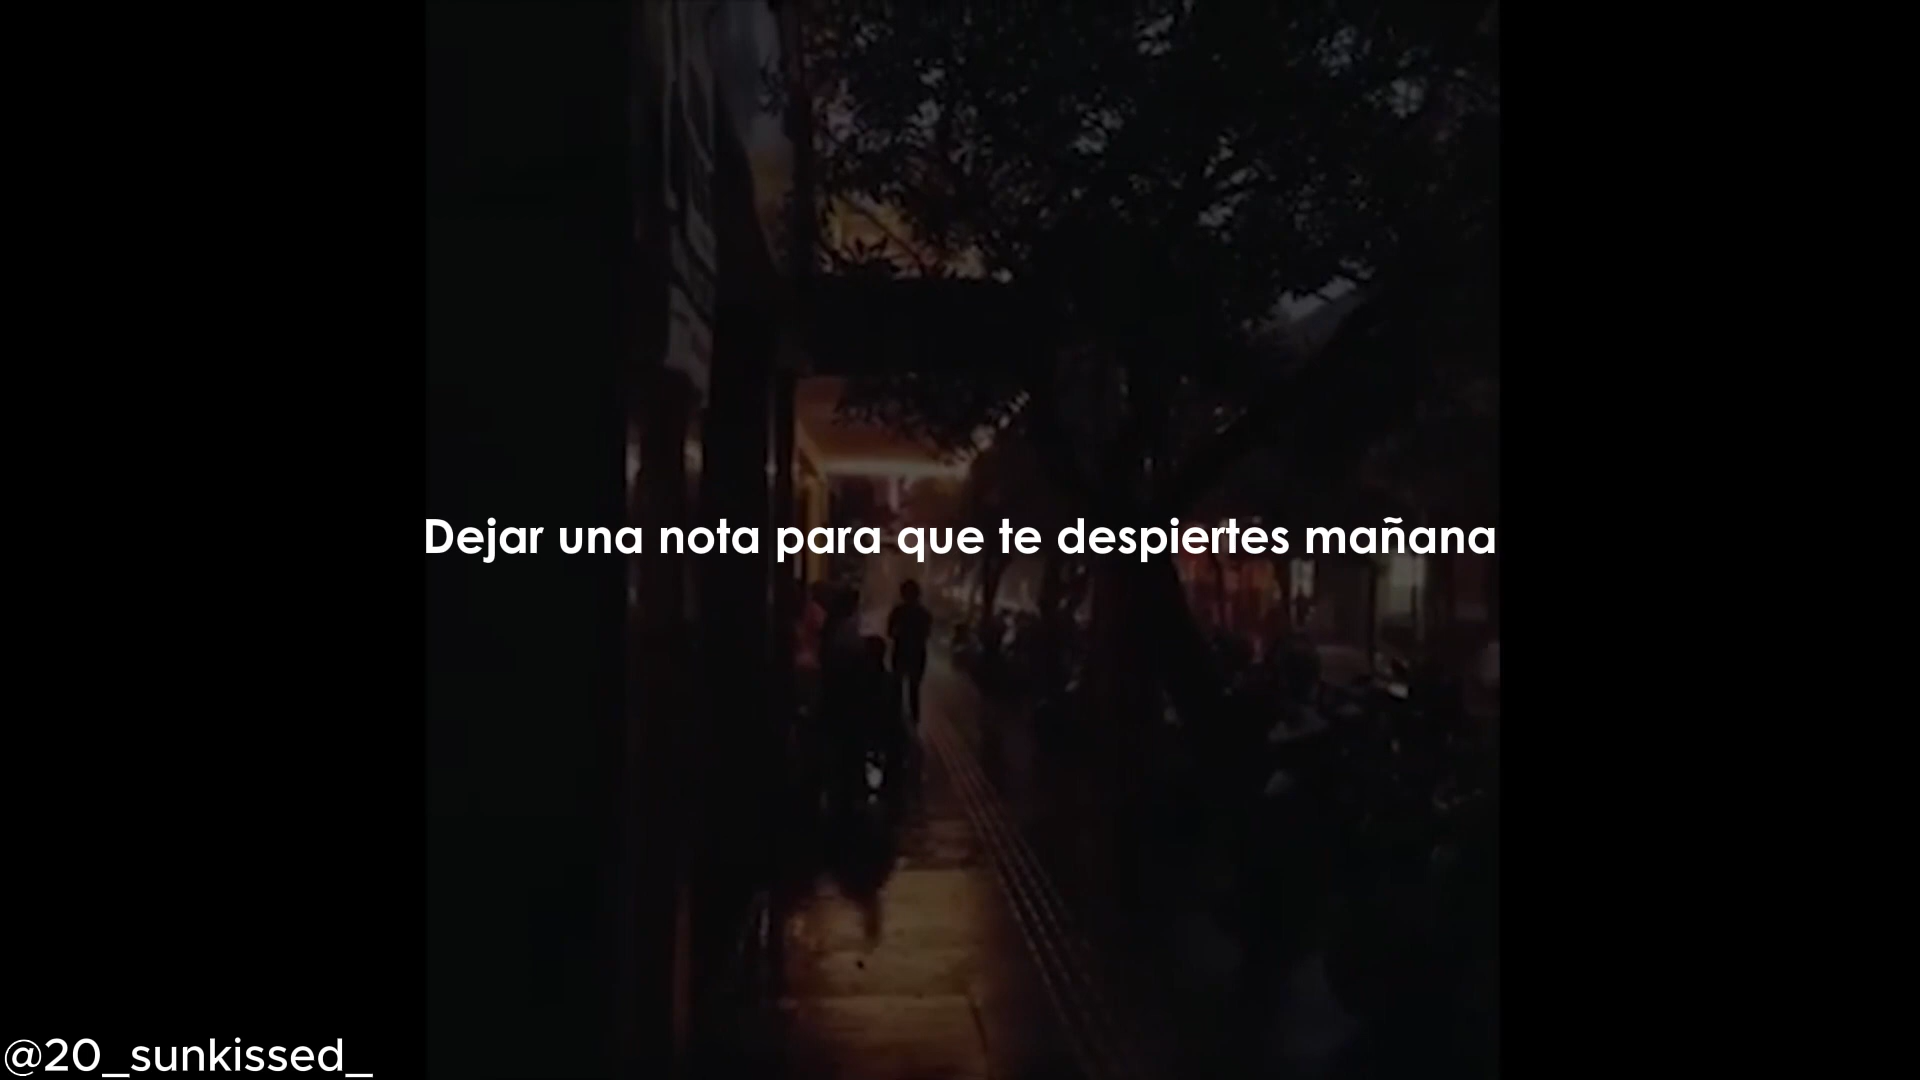 Dejar una nota para que te despiertes mañana
@20_sunkissed_